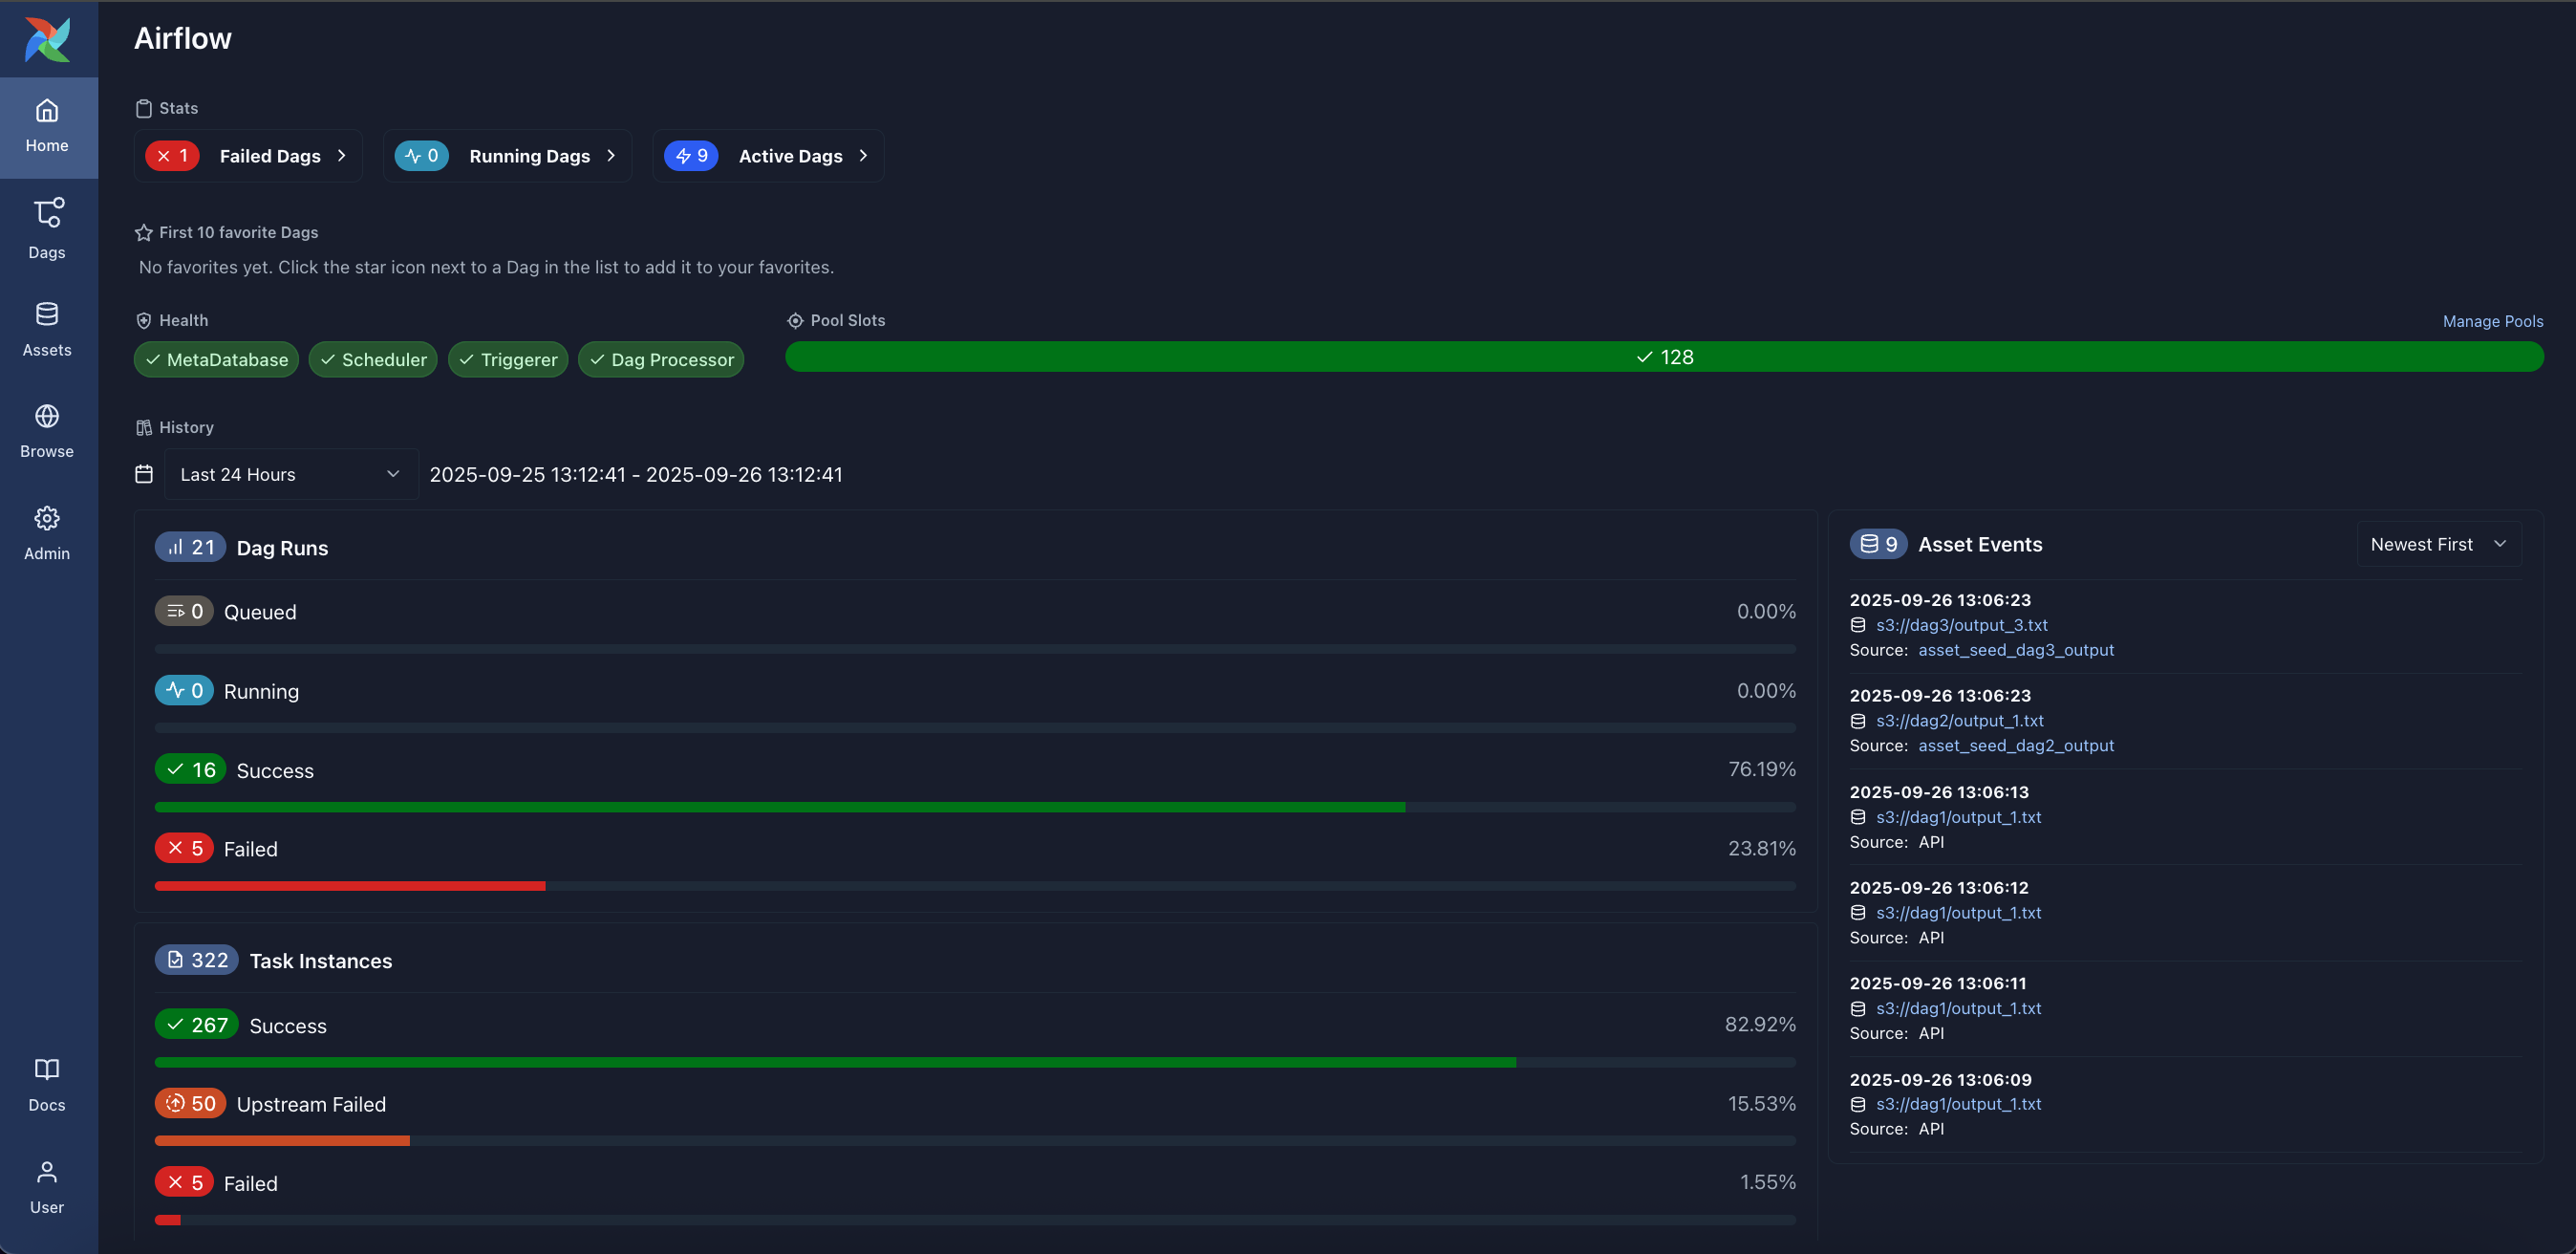 Airflow
Home
Dags
Assets
Browse
Admin
Docs
User
Stats
1 Failed Dags
0 Running Dags
9 Active Dags
First 10 favorite Dags
No favorites yet. Click the star icon next to a Dag in the list to add it to your favorites.
Health
MetaDatabase
Scheduler
Triggerer
Dag Processor
Pool Slots
Manage Pools
128
History
Last 24 Hours
2025-09-25 13:12:41 - 2025-09-26 13:12:41
21 Dag Runs
0 Queued 0.00%
0 Running 0.00%
16 Success 76.19%
5 Failed 23.81%
322 Task Instances
267 Success 82.92%
50 Upstream Failed 15.53%
5 Failed 1.55%
9 Asset Events
Newest First
2025-09-26 13:06:23
s3://dag3/output_3.txt
Source: asset_seed_dag3_output
2025-09-26 13:06:23
s3://dag2/output_1.txt
Source: asset_seed_dag2_output
2025-09-26 13:06:13
s3://dag1/output_1.txt
Source: API
2025-09-26 13:06:12
s3://dag1/output_1.txt
Source: API
2025-09-26 13:06:11
s3://dag1/output_1.txt
Source: API
2025-09-26 13:06:09
s3://dag1/output_1.txt
Source: API